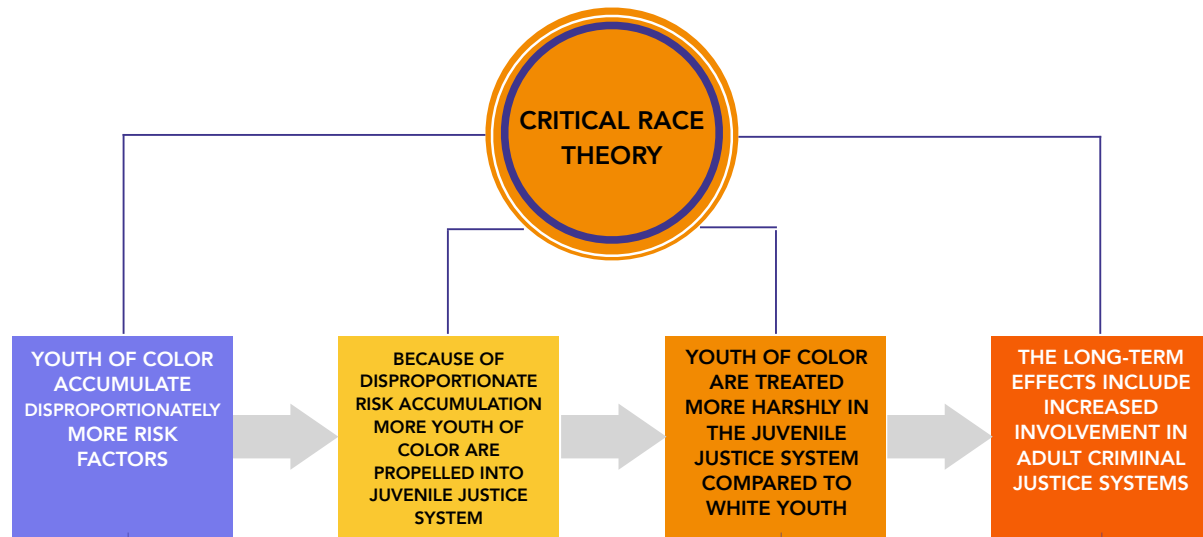 CRITICAL RACE
THEORY
YOUTH OF COLOR
ACCUMULATE
DISPROPORTIONATELY
MORE RISK
FACTORS
BECAUSE OF
DISPROPORTIONATE
RISK ACCUMULATION
MORE YOUTH OF
COLOR ARE
PROPELLED INTO
JUVENILE JUSTICE
SYSTEM
YOUTH OF COLOR
ARE TREATED
MORE HARSHLY IN
THE JUVENILE
JUSTICE SYSTEM
COMPARED TO
WHITE YOUTH
THE LONG-TERM
EFFECTS INCLUDE
INCREASED
INVOLVEMENT IN
ADULT CRIMINAL
JUSTICE SYSTEMS